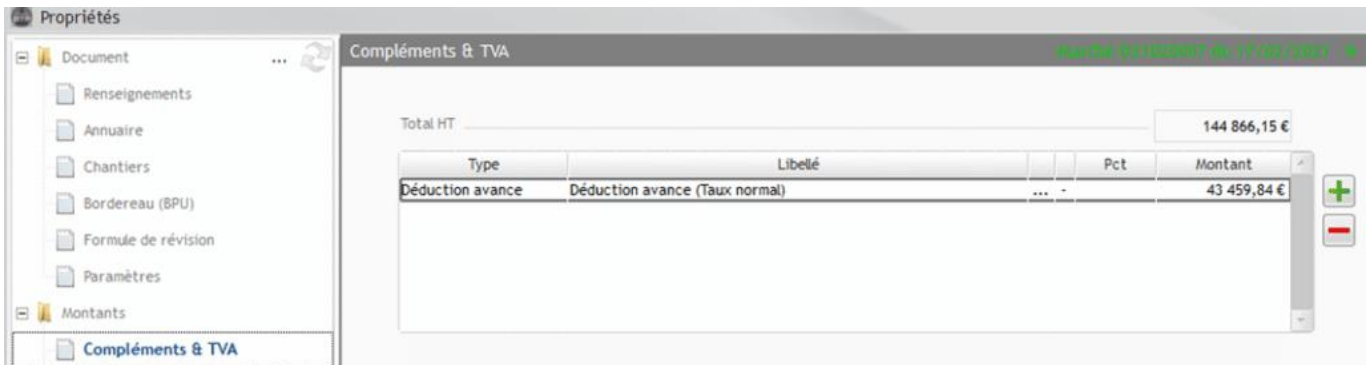 Propriétés
Document ...
Renseignements
Annuaire
Chantiers
Bordereau (BPU)
Formule de révision
Paramètres
Montants
Compléments & TVA
Compléments & TVA
Total HT 144 866,15 €
Type Libellé Pct Montant
Déduction avance Déduction avance (Taux normal) ... - 43 459,84 €